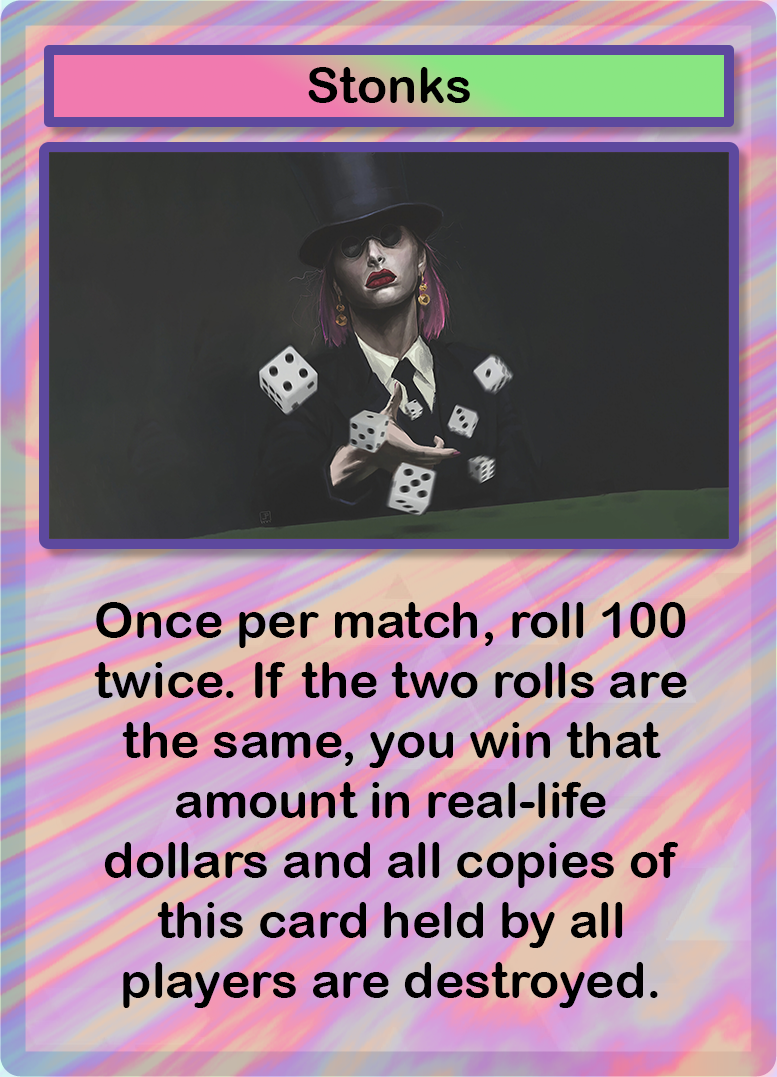 Stonks
Once per match, roll 100
twice. If the two rolls are
the same, you win that
amount in real-life
dollars and all copies of
this card held by all
players are destroyed.